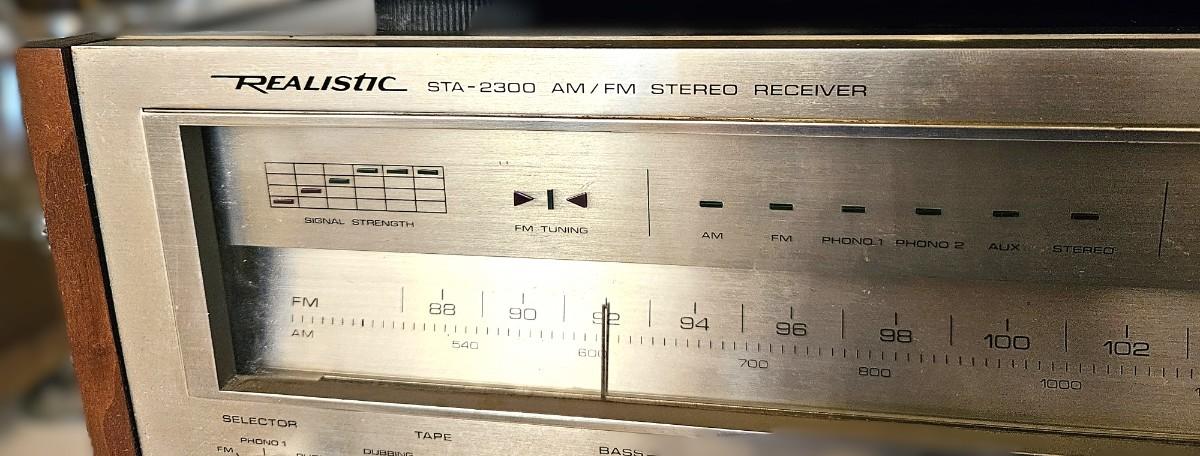 REALISTIC STA-2300 AM/FM STEREO RECEIVER
SIGNAL STRENGTH
FM TUNING
AM FM PHONO 1 PHONO 2 AUX STEREO
FM 88 90 92 94 96 98 100 102
AM 540 600 700 800 1000
SELECTOR
TAPE
BASS
PHONO 1
FM
DUBBING